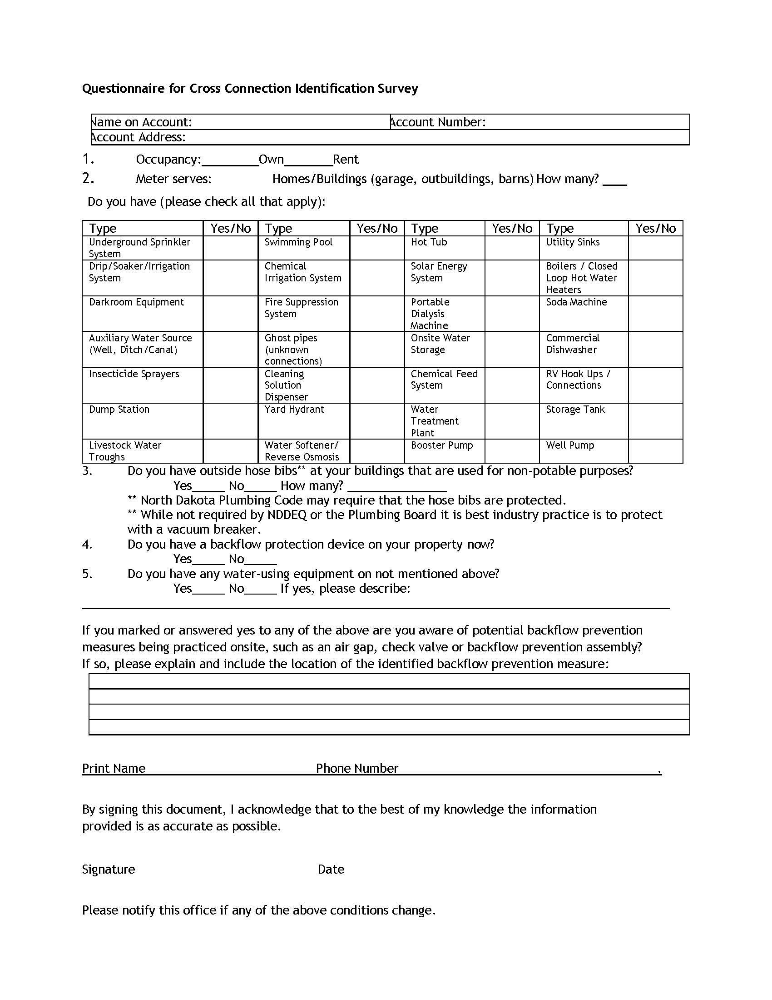 Questionnaire for Cross Connection Identification Survey
Name on Account: Account Number:
Account Address:
1. Occupancy:________Own_______Rent
2. Meter serves: Homes/Buildings (garage, outbuildings, barns) How many? ____
Do you have (please check all that apply):
Type Yes/No Type Yes/No Type Yes/No Type Yes/No
Underground Sprinkler
System
Swimming Pool
Hot Tub
Utility Sinks
Drip/Soaker/Irrigation
System
Chemical
Irrigation System
Solar Energy
System
Boilers / Closed
Loop Hot Water
Heaters
Darkroom Equipment
Fire Suppression
System
Portable
Dialysis
Machine
Soda Machine
Auxiliary Water Source
(Well, Ditch/Canal)
Ghost pipes
(unknown
connections)
Onsite Water
Storage
Commercial
Dishwasher
Insecticide Sprayers
Cleaning
Solution
Dispenser
Chemical Feed
System
RV Hook Ups /
Connections
Dump Station
Yard Hydrant
Water
Treatment
Plant
Storage Tank
Livestock Water
Troughs
Water Softener/
Reverse Osmosis
Booster Pump
Well Pump
3. Do you have outside hose bibs** at your buildings that are used for non-potable purposes?
Yes_____ No_____ How many? _______________
** North Dakota Plumbing Code may require that the hose bibs are protected.
** While not required by NDDEQ or the Plumbing Board it is best industry practice is to protect
with a vacuum breaker.
4. Do you have a backflow protection device on your property now?
Yes_____ No_____
5. Do you have any water-using equipment on not mentioned above?
Yes_____ No_____ If yes, please describe:
If you marked or answered yes to any of the above are you aware of potential backflow prevention
measures being practiced onsite, such as an air gap, check valve or backflow prevention assembly?
If so, please explain and include the location of the identified backflow prevention measure:
Print Name Phone Number .
By signing this document, I acknowledge that to the best of my knowledge the information
provided is as accurate as possible.
Signature Date
Please notify this office if any of the above conditions change.